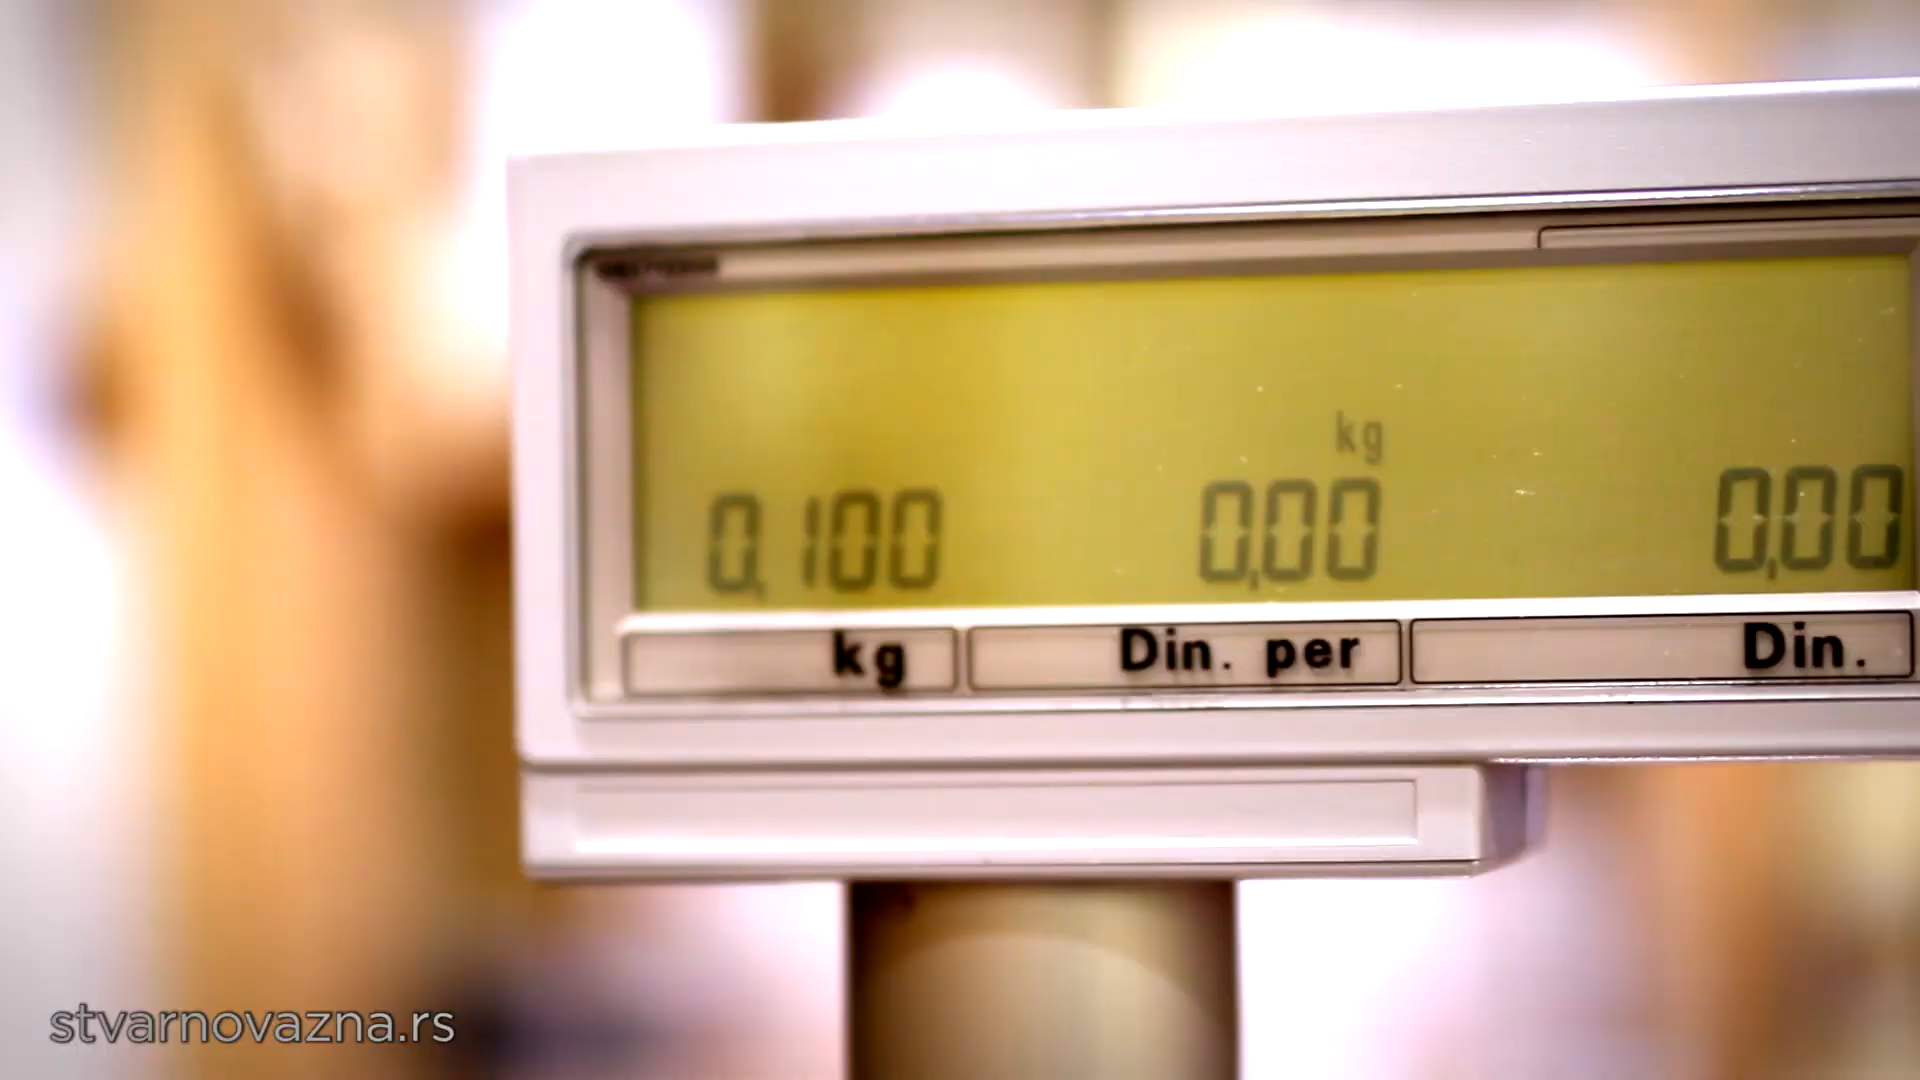 kg
0,100 0,00 0,00
kg Din. per Din.
stvarnovazna.rs